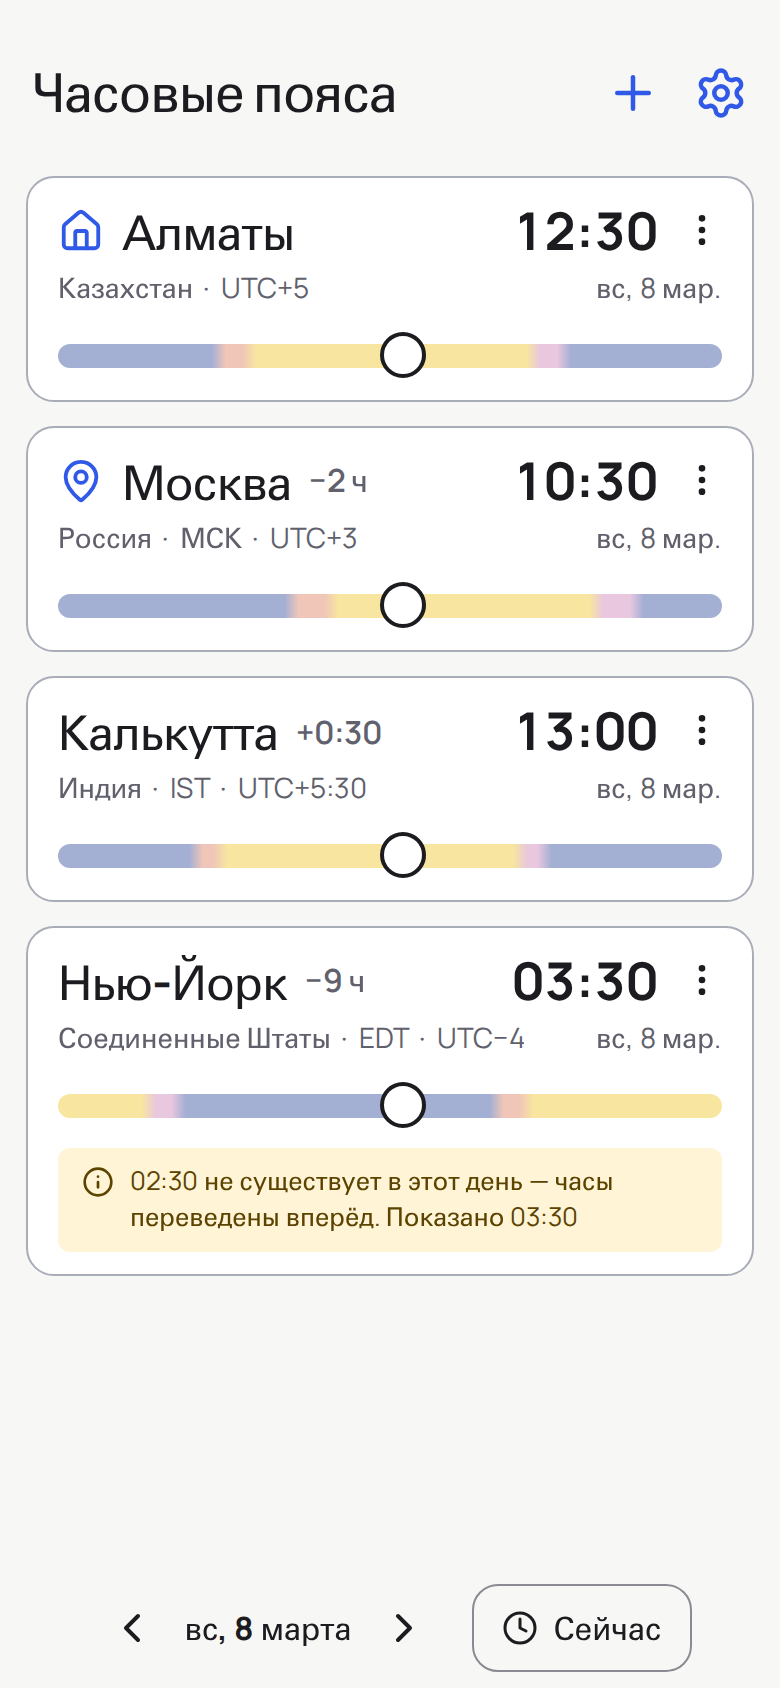 Часовые пояса
Алматы 12:30
Казахстан · UTC+5 вс, 8 мар.
Москва −2 ч 10:30
Россия · МСК · UTC+3 вс, 8 мар.
Калькутта +0:30 13:00
Индия · IST · UTC+5:30 вс, 8 мар.
Нью-Йорк −9 ч 03:30
Соединенные Штаты · EDT · UTC−4 вс, 8 мар.
02:30 не существует в этот день — часы
переведены вперёд. Показано 03:30
вс, 8 марта Сейчас